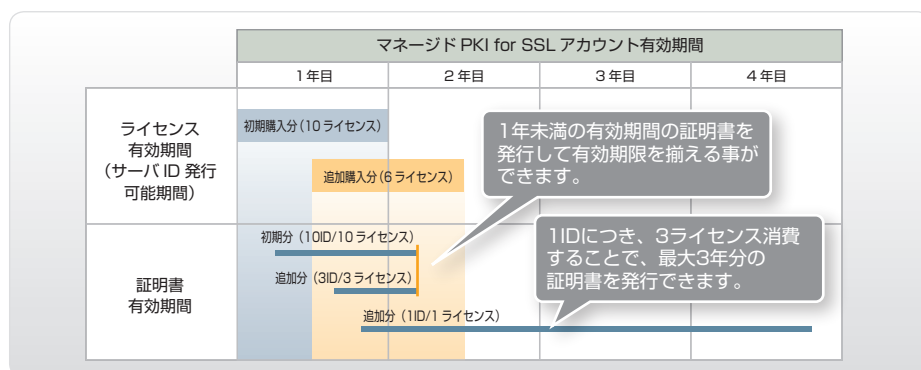 マネージド PKI for SSL アカウント有効期間
1年目
2年目
3年目
4年目
ライセンス
有効期間
（サーバ ID 発行
可能期間）
初期購入分（10 ライセンス）
追加購入分（6 ライセンス）
1年未満の有効期間の証明書を
発行して有効期限を揃える事が
できます。
証明書
有効期間
初期分（10ID/10 ライセンス）
追加分（3ID/3 ライセンス）
追加分（1ID/1 ライセンス）
1IDにつき、3ライセンス消費
することで、最大3年分の
証明書を発行できます。